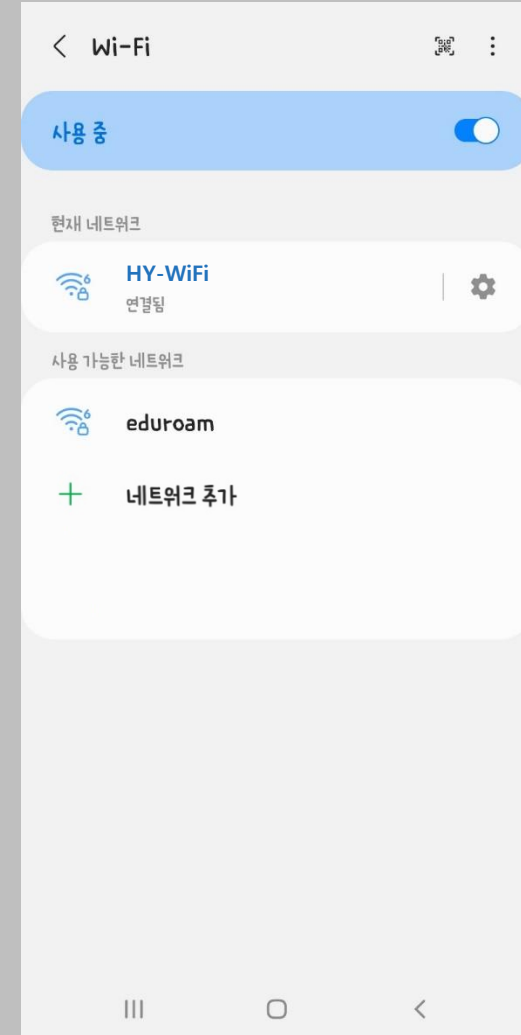 Wi-Fi
사용 중
현재 네트워크
HY-WiFi
연결됨
사용 가능한 네트워크
eduroam
네트워크 추가